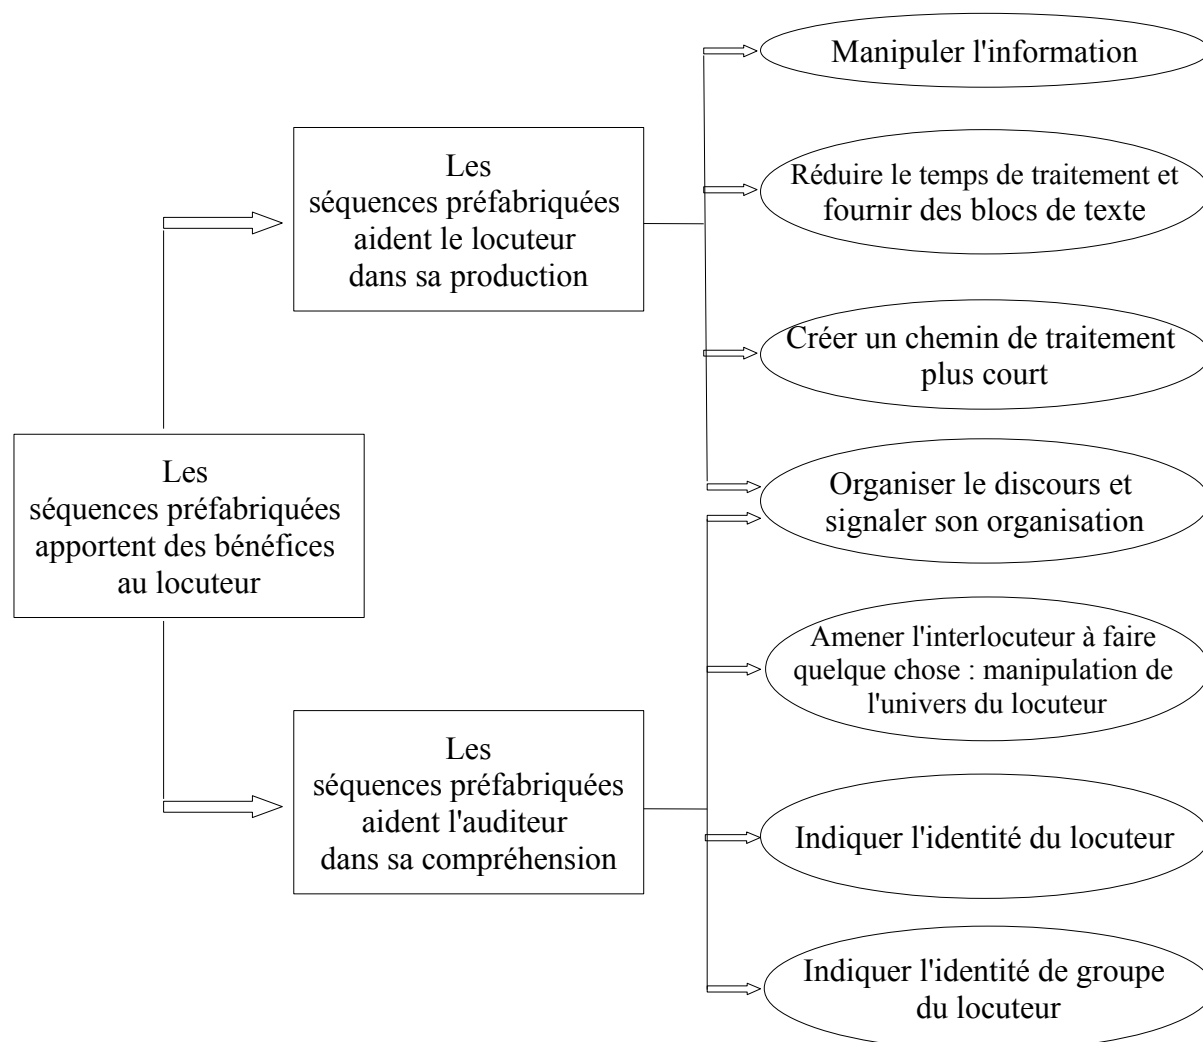 Manipuler l'information
Les
séquences préfabriquées
aident le locuteur
dans sa production
Réduire le temps de traitement et
fournir des blocs de texte
Créer un chemin de traitement
plus court
Les
séquences préfabriquées
apportent des bénéfices
au locuteur
Organiser le discours et
signaler son organisation
Amener l'interlocuteur à faire
quelque chose : manipulation de
l'univers du locuteur
Les
séquences préfabriquées
aident l'auditeur
dans sa compréhension
Indiquer l'identité du locuteur
Indiquer l'identité de groupe
du locuteur